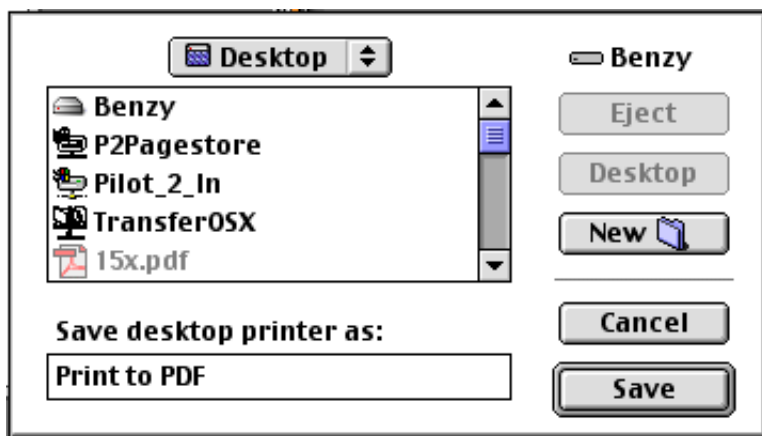 Desktop
Benzy
Benzy
P2Pagestore
Pilot_2_In
TransferOSX
15x.pdf
Eject
Desktop
New
Save desktop printer as:
Print to PDF
Cancel
Save